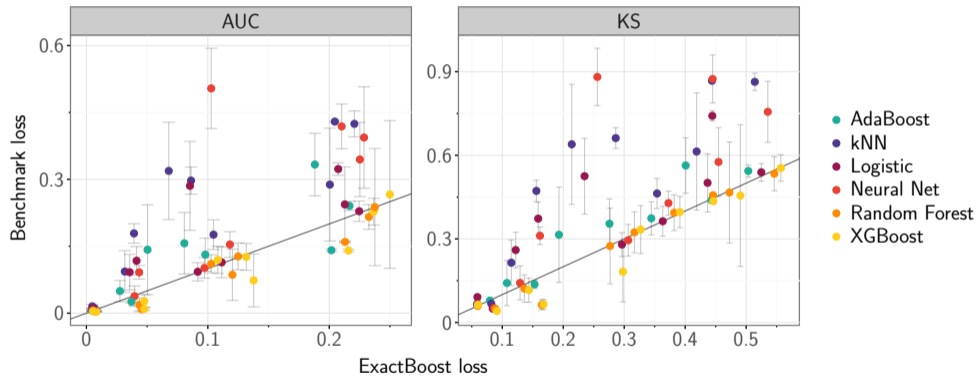 AUC
KS
Benchmark loss
0.6
0.3
0
0 0.1 0.2
0.9
0.6
0.3
0
0.1 0.2 0.3 0.4 0.5
ExactBoost loss
AdaBoost
kNN
Logistic
Neural Net
Random Forest
XGBoost